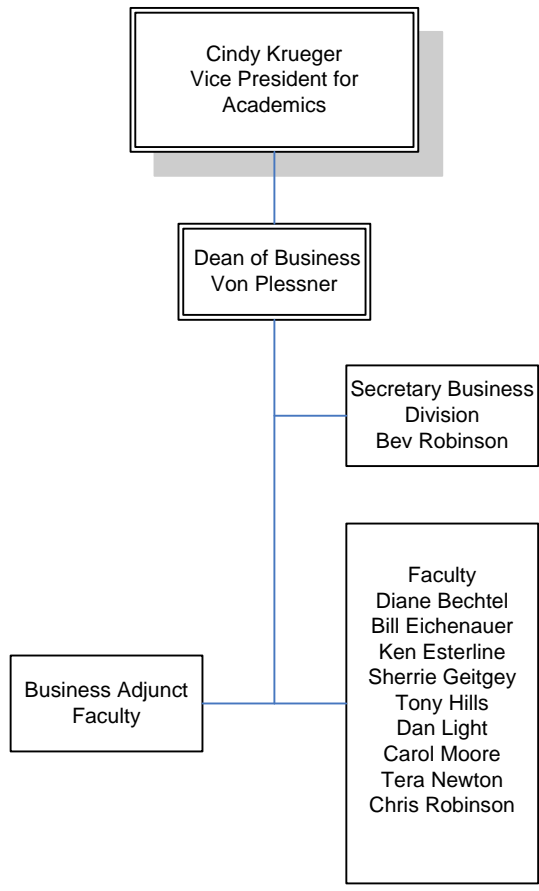 Cindy Krueger
Vice President for
Academics
Dean of Business
Von Plessner
Secretary Business
Division
Bev Robinson
Business Adjunct
Faculty
Faculty
Diane Bechtel
Bill Eichenauer
Ken Esterline
Sherrie Geitgey
Tony Hills
Dan Light
Carol Moore
Tera Newton
Chris Robinson